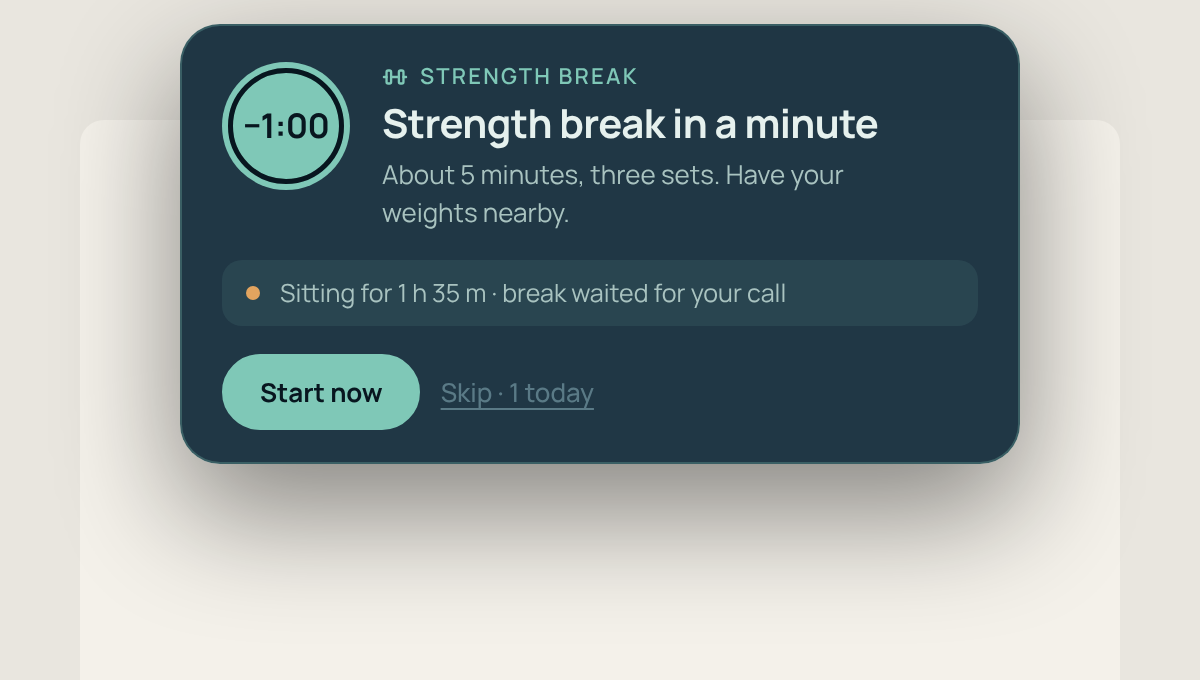 −1:00
STRENGTH BREAK
Strength break in a minute
About 5 minutes, three sets. Have your
weights nearby.
Sitting for 1 h 35 m · break waited for your call
Start now
Skip · 1 today